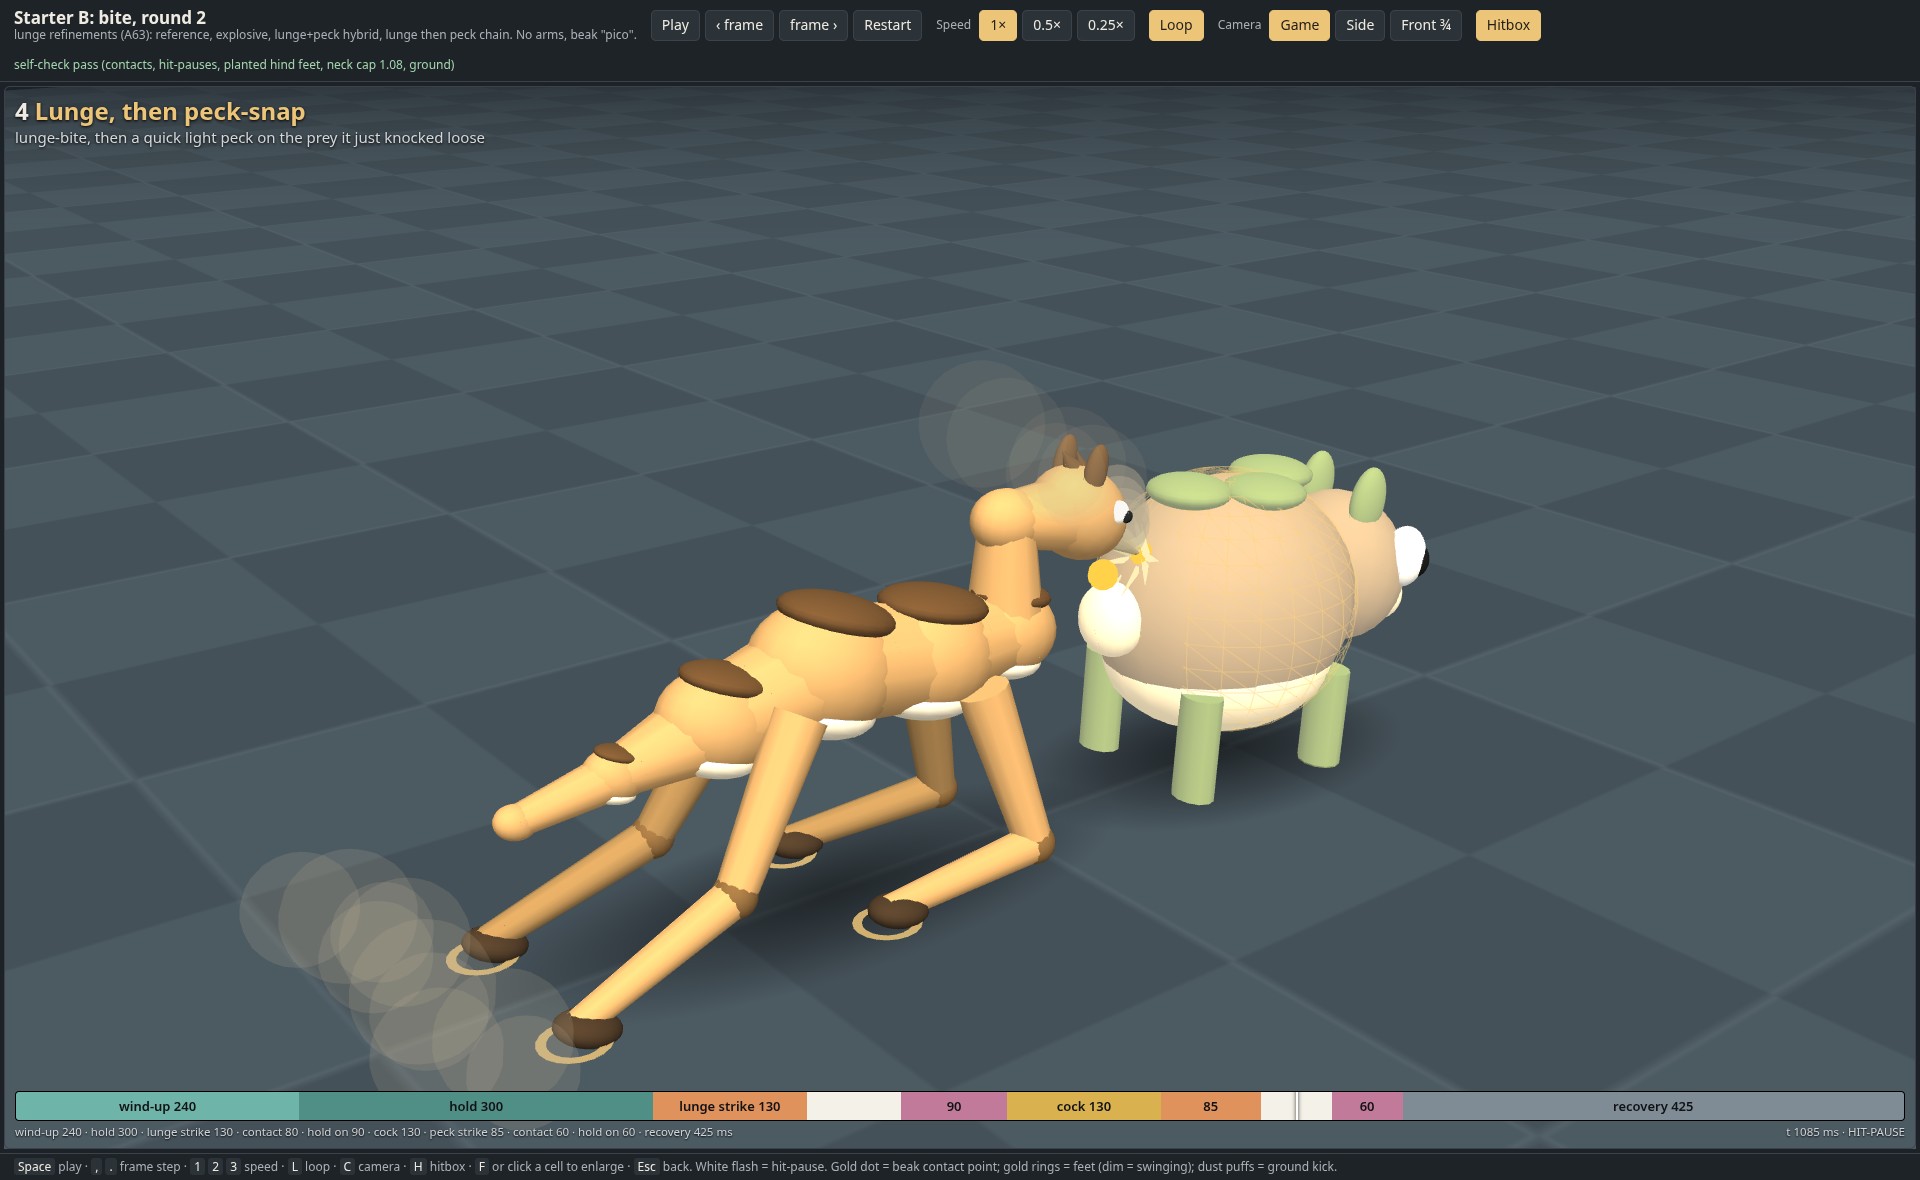 Starter B: bite, round 2
lunge refinements (A63): reference, explosive, lunge+peck hybrid, lunge then peck chain. No arms, beak "pico".
Play ‹ frame frame › Restart Speed 1× 0.5× 0.25× Loop Camera Game Side Front ¾ Hitbox
self-check pass (contacts, hit-pauses, planted hind feet, neck cap 1.08, ground)
4 Lunge, then peck-snap
lunge-bite, then a quick light peck on the prey it just knocked loose
wind-up 240 hold 300 lunge strike 130 90 cock 130 85 60 recovery 425
wind-up 240 · hold 300 · lunge strike 130 · contact 80 · hold on 90 · cock 130 · peck strike 85 · contact 60 · hold on 60 · recovery 425 ms
t 1085 ms · HIT-PAUSE
Space play · , . frame step · 1 2 3 speed · L loop · C camera · H hitbox · F or click a cell to enlarge · Esc back. White flash = hit-pause. Gold dot = beak contact point; gold rings = feet (dim = swinging); dust puffs = ground kick.